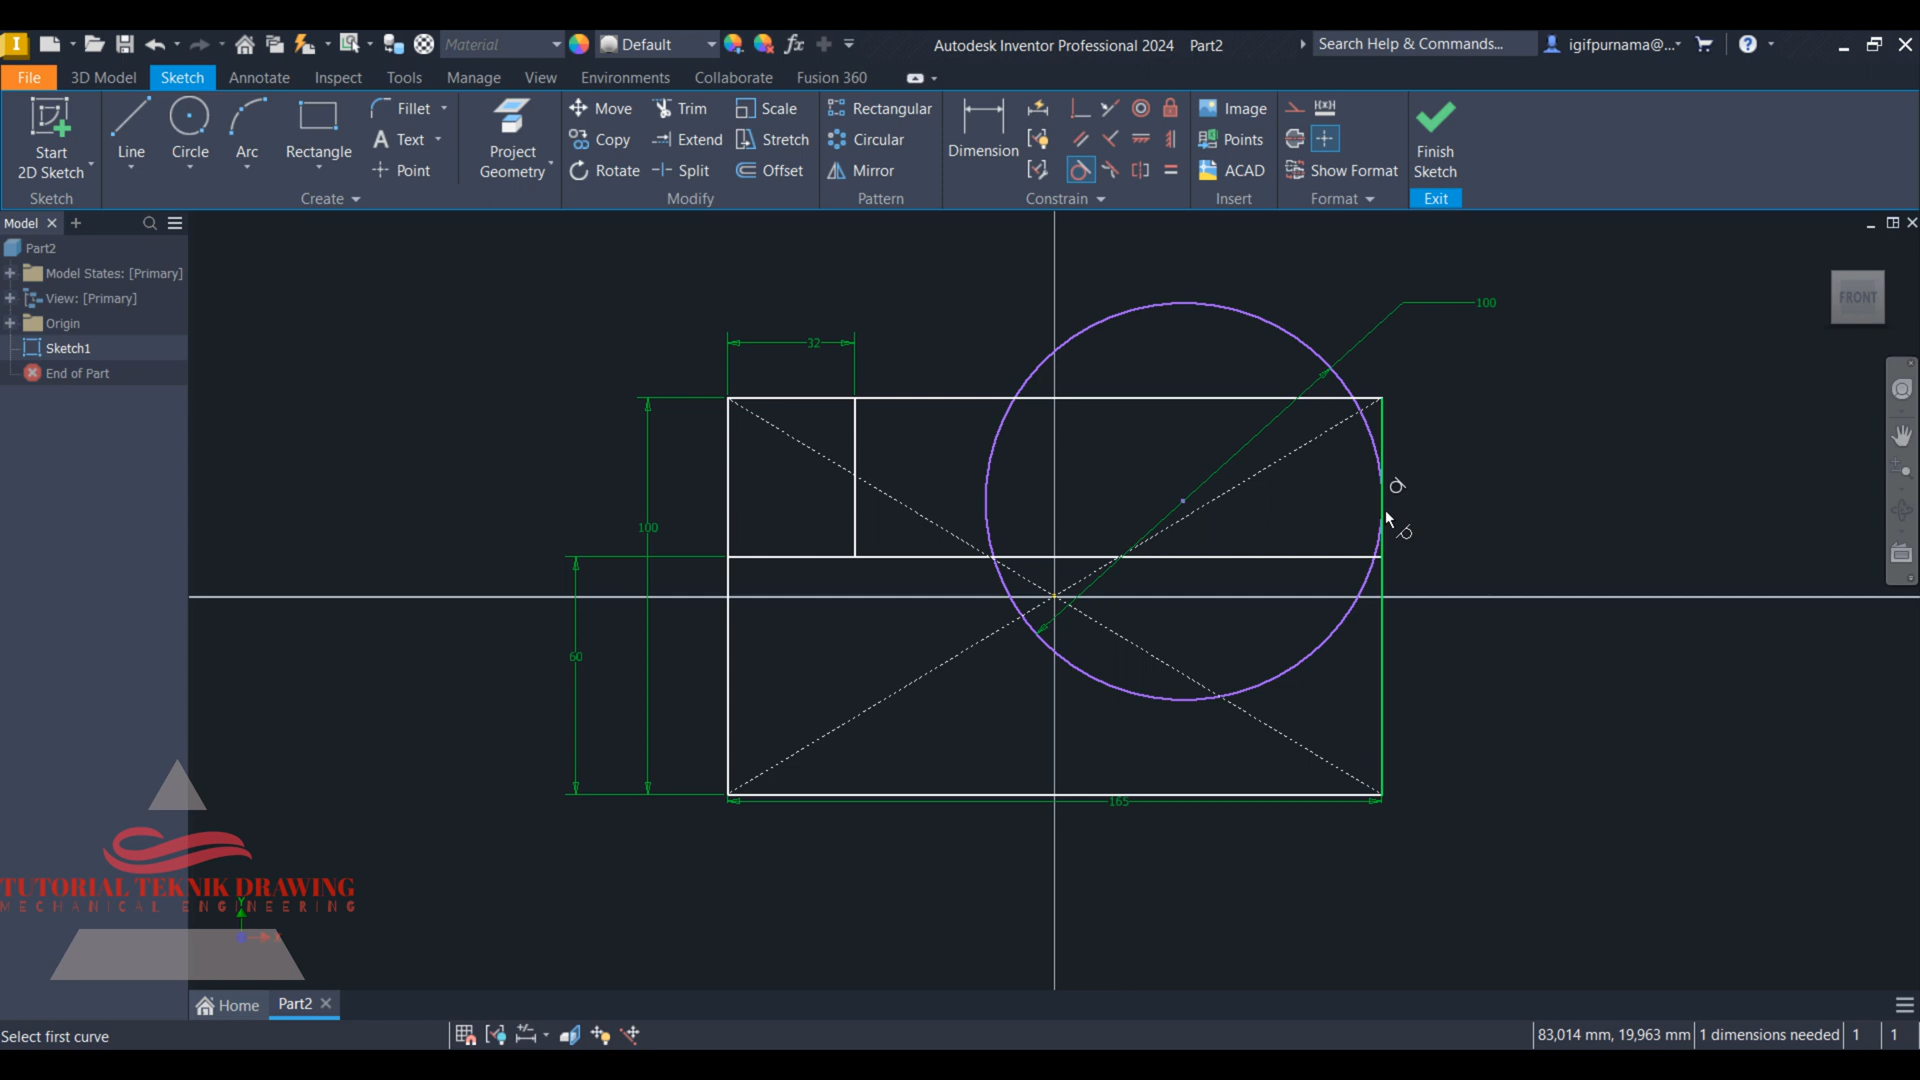 Material
Default
fx
Autodesk Inventor Professional 2024 Part2
Search Help & Commands...
igifpurnama@...
?
File
3D Model
Sketch
Annotate
Inspect
Tools
Manage
View
Environments
Collaborate
Fusion 360
Start
2D Sketch
Line
Circle
Arc
Rectangle
Fillet
Text
Point
Project
Geometry
Move
Copy
Rotate
Trim
Extend
Split
Scale
Stretch
Offset
Rectangular
Circular
Mirror
Dimension
Image
Points
ACAD
Show Format
Finish
Sketch
Sketch
Create
Modify
Pattern
Constrain
Insert
Format
Exit
Model
Part2
Model States: [Primary]
View: [Primary]
Origin
Sketch1
End of Part
FRONT
100
32
100
60
165
TUTORIAL TEKNIK DRAWING
MECHANICAL ENGINEERING
Y
X
Home
Part2
Select first curve
83,014 mm, 19,963 mm
1 dimensions needed
1
1